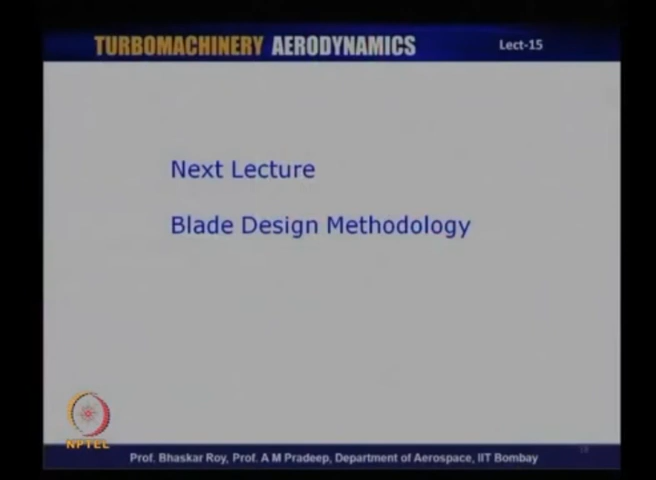 TURBOMACHINERY AERODYNAMICS
Lect-15
Next Lecture
Blade Design Methodology
NPTEL
Prof. Bhaskar Roy, Prof. A M Pradeep, Department of Aerospace, IIT Bombay